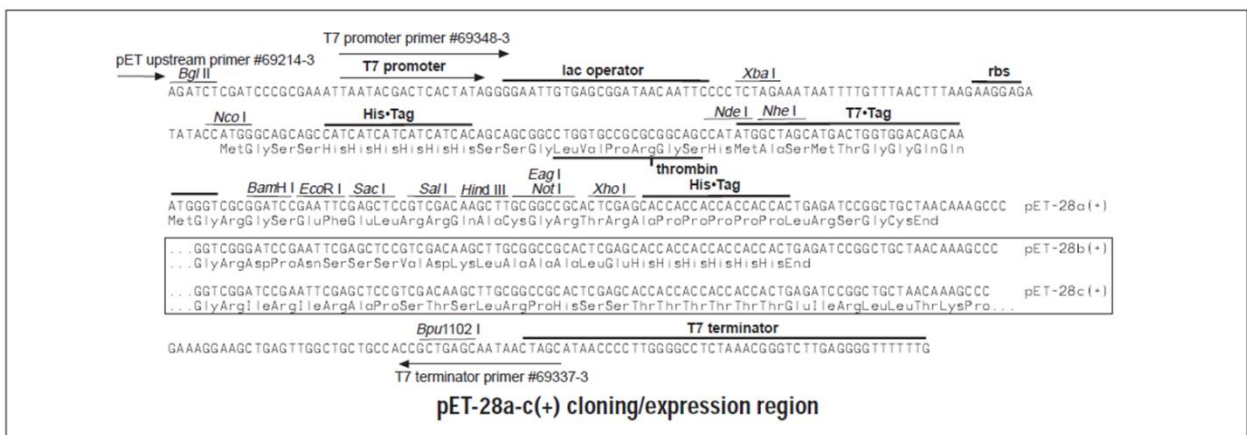 T7 promoter primer #69348-3
pET upstream primer #69214-3
Bgl II
T7 promoter
lac operator
Xba I
rbs
AGATCTCGATCCCGCGAAATTAATACGACTCACTATAGGGGAATTGTGAGCGGATAACAATTCCCCTCTAGAAATAATTTTGTTTAACTTTAAGAAGGAGA
Nco I
His•Tag
Nde I
Nhe I
T7•Tag
TATACCATGGGCAGCAGCCATCATCATCATCATCACAGCAGCGGCCTGGTGCCGCGCGGCAGCCATATGGCTAGCATGACTGGTGGACAGCAA
MetGlySerSerHisHisHisHisHisHisSerSerGlyLeuValProArgGlySerHisMetAlaSerMetThrGlyGlyGlnGln
thrombin
BamH I
EcoR I
Sac I
Sal I
Hind III
Eag I
Not I
Xho I
His•Tag
ATGGGTCGCGGATCCGAATTCGAGCTCCGTCGACAAGCTTGCGGCCGCACTCGAGCACCACCACCACCACCACTGAGATCCGGCTGCTAACAAAGCCC pET-28a(+)
MetGlyArgGlySerGluPheGluLeuArgArgGlnAlaCysGlyArgThrArgAlaProProProProProLeuArgSerGlyCysEnd
...GGTCGGGATCCGAATTCGAGCTCCGTCGACAAGCTTGCGGCCGCACTCGAGCACCACCACCACCACCACTGAGATCCGGCTGCTAACAAAGCCC pET-28b(+)
...GlyArgAspProAsnSerSerSerValAspLysLeuAlaAlaAlaLeuGluHisHisHisHisHisHisEnd
...GGTCGGATCCGAATTCGAGCTCCGTCGACAAGCTTGCGGCCGCACTCGAGCACCACCACCACCACCACTGAGATCCGGCTGCTAACAAAGCCC pET-28c(+)
...GlyArgIleArgIleArgAlaProSerThrSerLeuArgProHisSerSerThrThrThrThrThrThrGluIleArgLeuLeuThrLysPro...
Bpu1102 I
T7 terminator
GAAAGGAAGCTGAGTTGGCTGCTGCCACCGCTGAGCAATAACTAGCATAACCCCTTGGGGCCTCTAAACGGGTCTTGAGGGGTTTTTTG
T7 terminator primer #69337-3
pET-28a-c(+) cloning/expression region